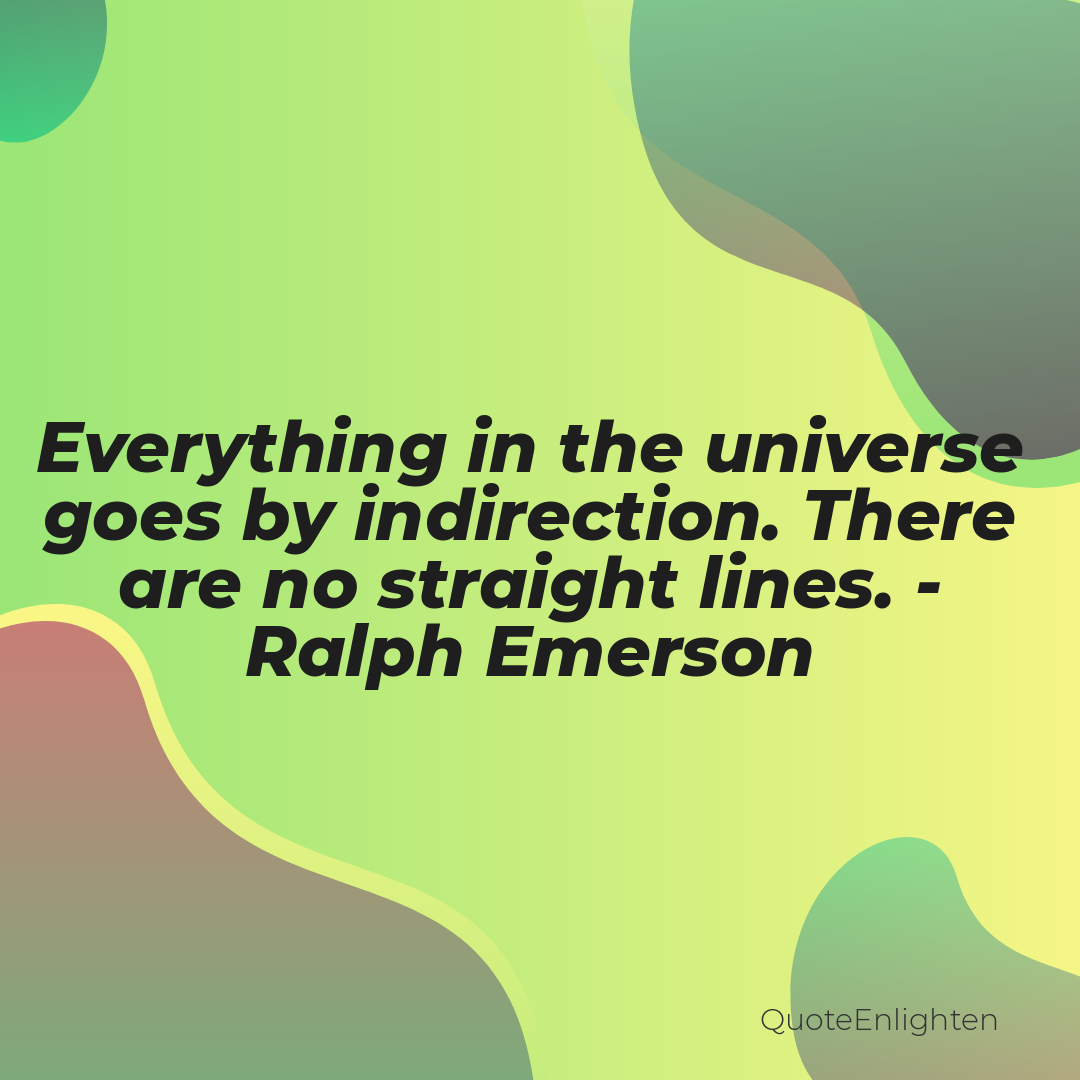 Everything in the universe
goes by indirection. There
are no straight lines. -
Ralph Emerson
QuoteEnlighten